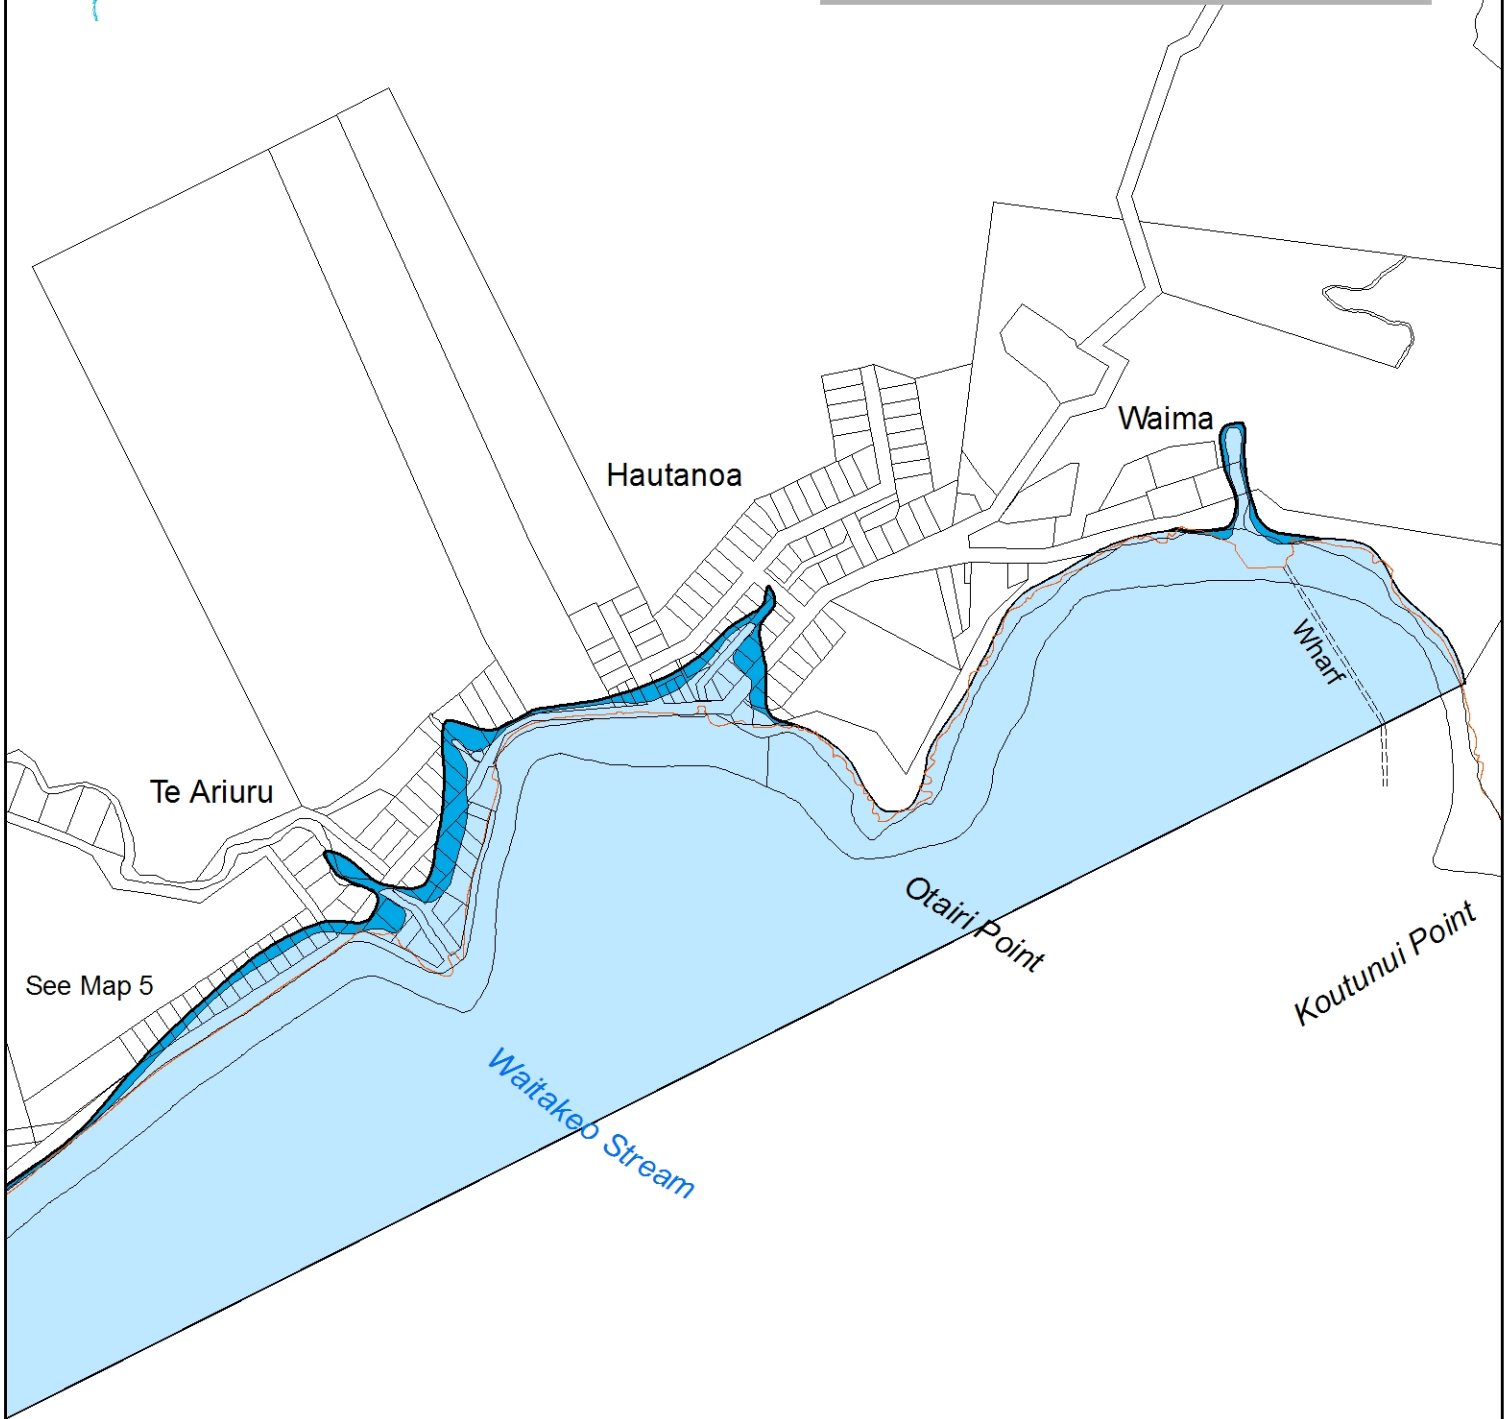 Waima
Hautanoa
Wharf
Te Ariuru
Otairi Point
Koutunui Point
See Map 5
Waitakeo Stream